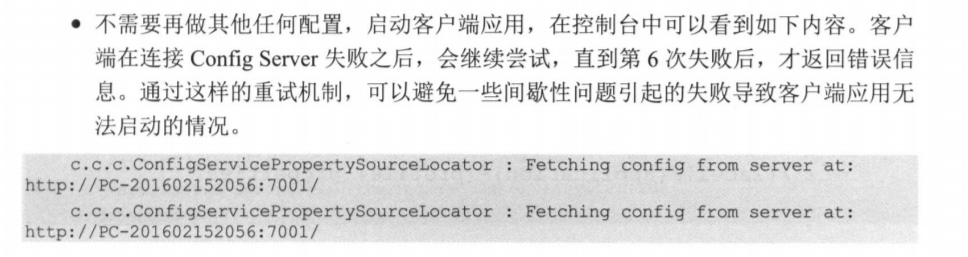 ● 不需要再做其他任何配置，启动客户端应用，在控制台中可以看到如下内容。客户
端在连接 Config Server 失败之后，会继续尝试，直到第 6 次失败后，才返回错误信
息。通过这样的重试机制，可以避免一些间歇性问题引起的失败导致客户端应用无
法启动的情况。
c.c.c.ConfigServicePropertySourceLocator : Fetching config from server at:
http://PC-201602152056:7001/
c.c.c.ConfigServicePropertySourceLocator : Fetching config from server at:
http://PC-201602152056:7001/